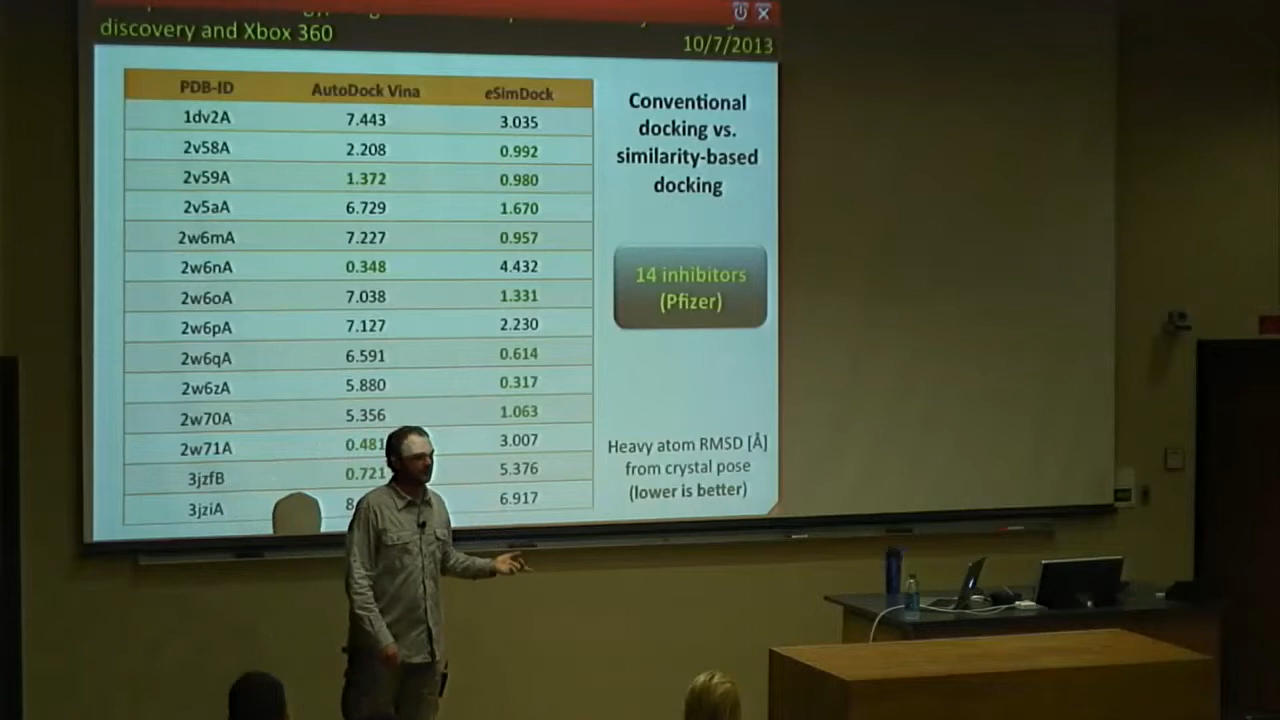 discovery and Xbox 360 10/7/2013
PDB-ID AutoDock Vina eSimDock
1dv2A 7.443 3.035
2v58A 2.208 0.992
2v59A 1.372 0.980
2v5aA 6.729 1.670
2w6mA 7.227 0.957
2w6nA 0.348 4.432
2w6oA 7.038 1.331
2w6pA 7.127 2.230
2w6qA 6.591 0.614
2w6zA 5.880 0.317
2w70A 5.356 1.063
2w71A 0.481 3.007
3jzfB 0.721 5.376
3jziA 6.917
Conventional
docking vs.
similarity-based
docking
14 inhibitors
(Pfizer)
Heavy atom RMSD [Å]
from crystal pose
(lower is better)